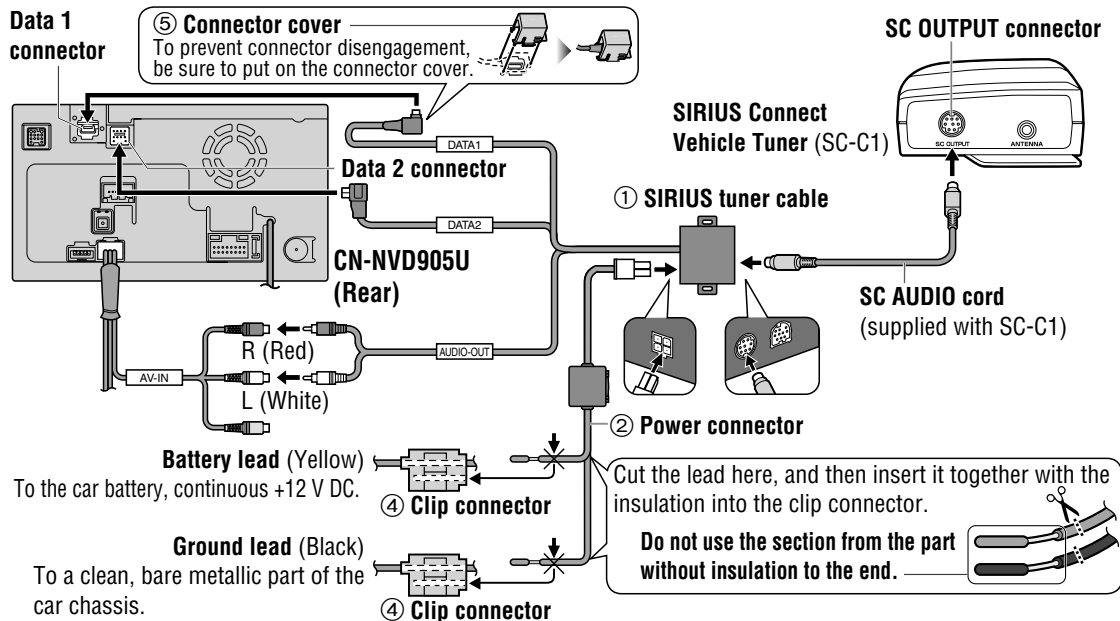 Data 1
connector
⑤ Connector cover
To prevent connector disengagement,
be sure to put on the connector cover.
SC OUTPUT connector
SIRIUS Connect
Vehicle Tuner (SC-C1)
SC OUTPUT
ANTENNA
DATA1
Data 2 connector
① SIRIUS tuner cable
DATA2
CN-NVD905U
(Rear)
SC AUDIO cord
(supplied with SC-C1)
R (Red)
AUDIO-OUT
AV-IN
L (White)
② Power connector
Battery lead (Yellow)
To the car battery, continuous +12 V DC.
④ Clip connector
Cut the lead here, and then insert it together with the
insulation into the clip connector.
Do not use the section from the part
without insulation to the end.
Ground lead (Black)
To a clean, bare metallic part of the
car chassis.
④ Clip connector